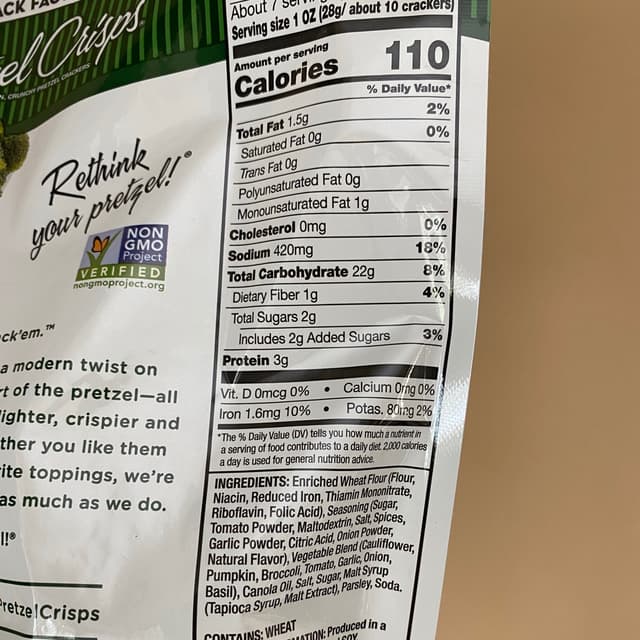 ACK FAC
el Crisps®
N, CRUNCHY PRETZEL CRACKERS
Rethink
your pretzel!®
NON
GMO
Project
VERIFIED
nongmoproject.org
ck'em.™
a modern twist on
rt of the pretzel—all
lighter, crispier and
ther you like them
ite toppings, we're
as much as we do.
l!®
PretzelCrisps
About 7 servin
Serving size 1 OZ (28g/ about 10 crackers)
Amount per serving
Calories 110
% Daily Value*
Total Fat 1.5g 2%
Saturated Fat 0g 0%
Trans Fat 0g
Polyunsaturated Fat 0g
Monounsaturated Fat 1g
Cholesterol 0mg 0%
Sodium 420mg 18%
Total Carbohydrate 22g 8%
Dietary Fiber 1g 4%
Total Sugars 2g
Includes 2g Added Sugars 3%
Protein 3g
Vit. D 0mcg 0% • Calcium 0mg 0%
Iron 1.6mg 10% • Potas. 80mg 2%
*The % Daily Value (DV) tells you how much a nutrient in
a serving of food contributes to a daily diet. 2,000 calories
a day is used for general nutrition advice.
INGREDIENTS: Enriched Wheat Flour (Flour,
Niacin, Reduced Iron, Thiamin Mononitrate,
Riboflavin, Folic Acid), Seasoning (Sugar,
Tomato Powder, Maltodextrin, Salt, Spices,
Garlic Powder, Citric Acid, Onion Powder,
Natural Flavor), Vegetable Blend (Cauliflower,
Pumpkin, Broccoli, Tomato, Garlic, Onion,
Basil), Canola Oil, Salt, Sugar, Malt Syrup
(Tapioca Syrup, Malt Extract), Parsley, Soda.
CONTAINS: WHEAT
MATION: Produced in a
SOY